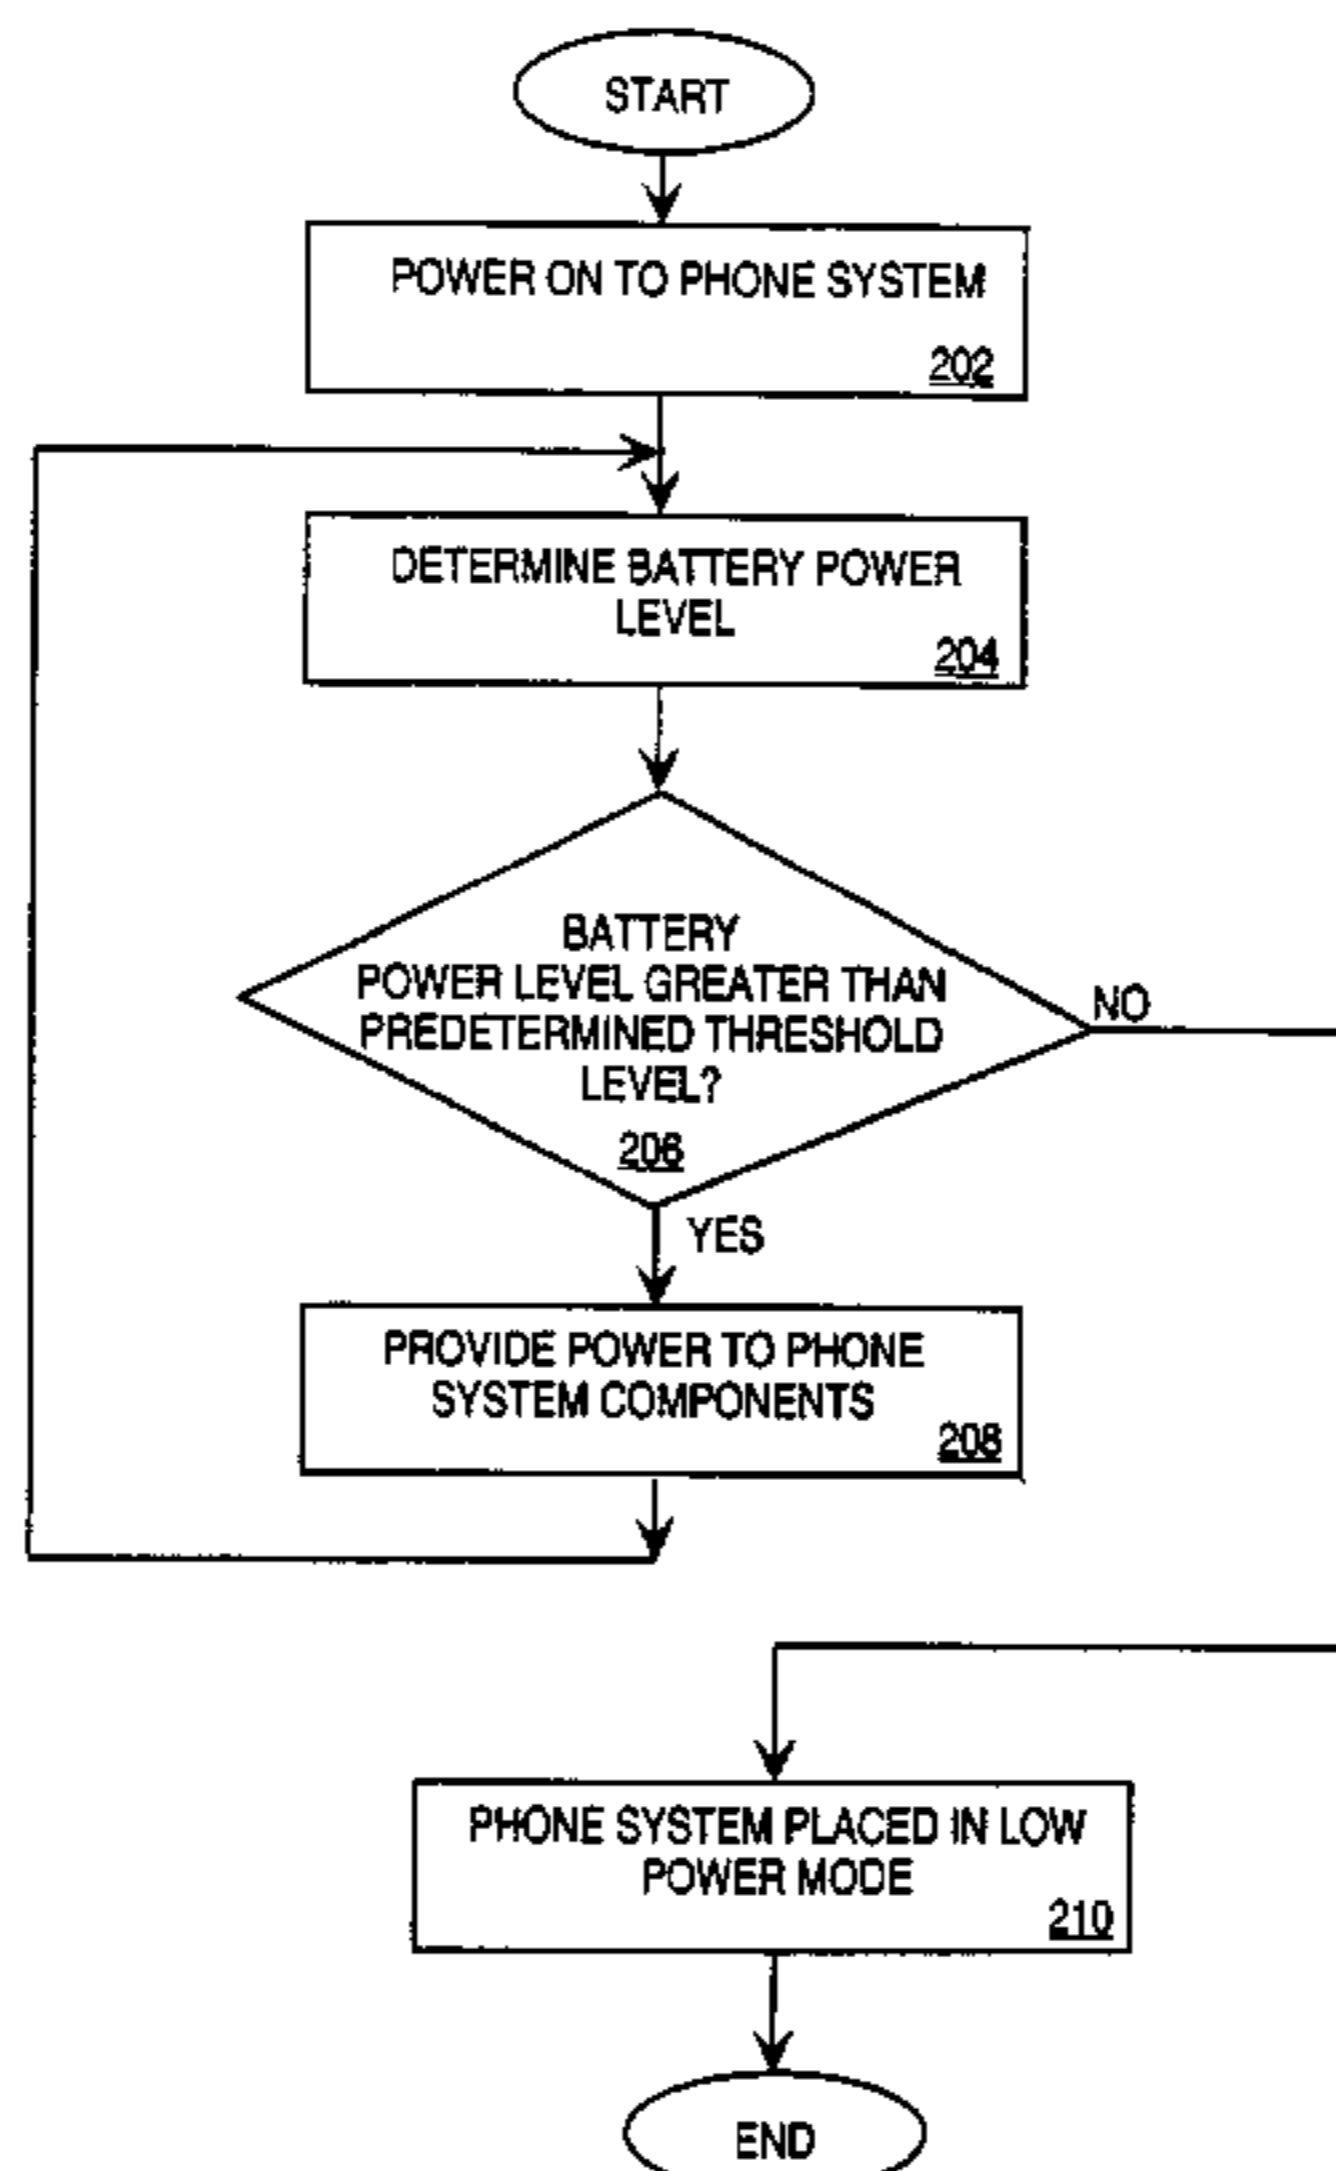 START
POWER ON TO PHONE SYSTEM
202
DETERMINE BATTERY POWER
LEVEL
204
BATTERY
POWER LEVEL GREATER THAN
PREDETERMINED THRESHOLD
LEVEL?
206
NO
YES
PROVIDE POWER TO PHONE
SYSTEM COMPONENTS
208
PHONE SYSTEM PLACED IN LOW
POWER MODE
210
END